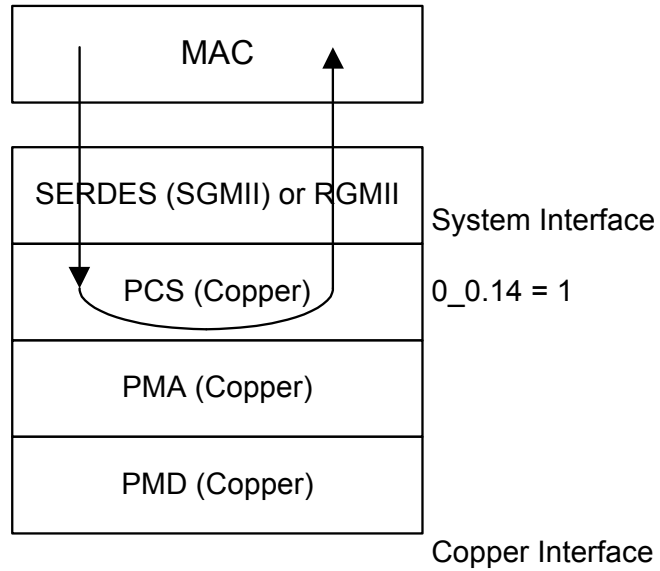 MAC
SERDES (SGMII) or RGMII
System Interface
PCS (Copper)
0_0.14 = 1
PMA (Copper)
PMD (Copper)
Copper Interface